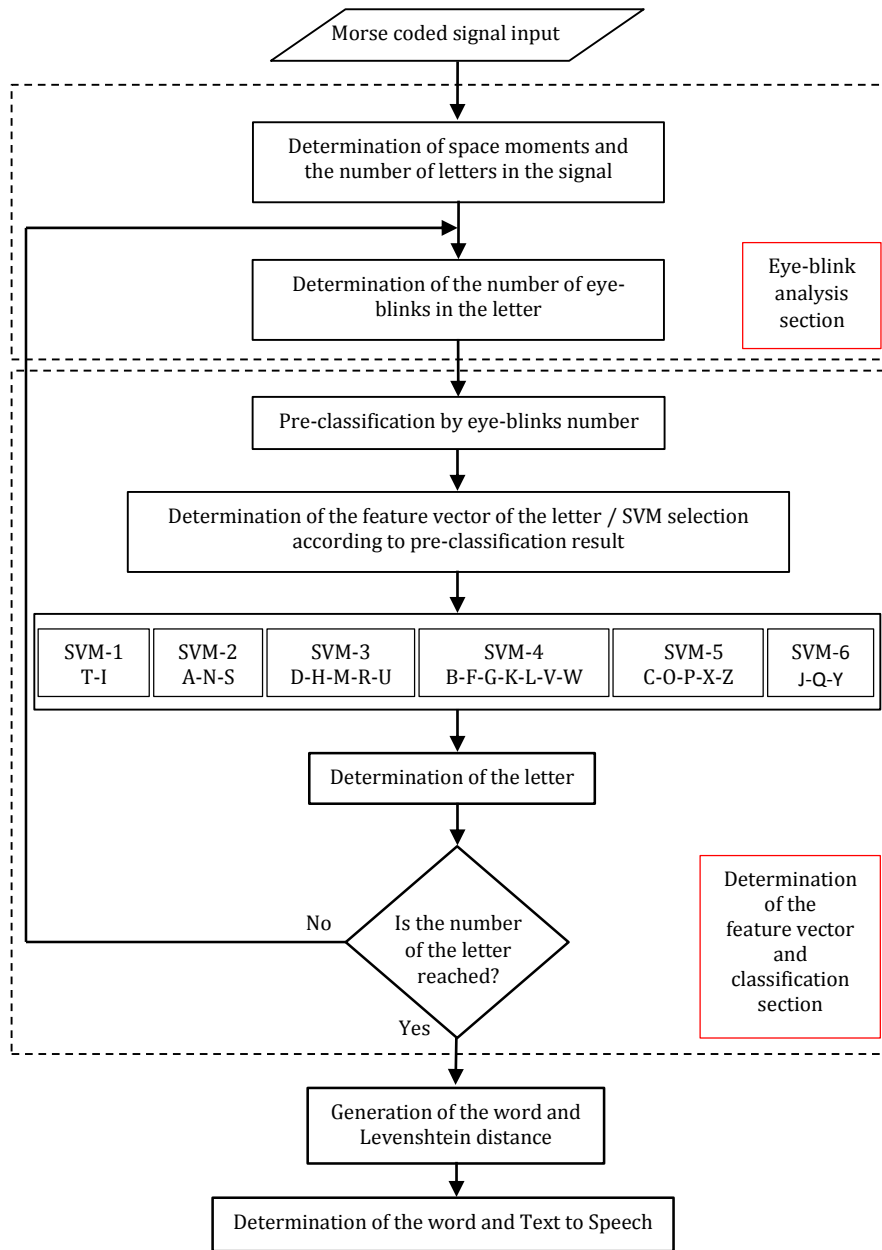 Morse coded signal input
Determination of space moments and
the number of letters in the signal
Determination of the number of eye-
blinks in the letter
Eye-blink
analysis
section
Pre-classification by eye-blinks number
Determination of the feature vector of the letter / SVM selection
according to pre-classification result
SVM-1
T-I
SVM-2
A-N-S
SVM-3
D-H-M-R-U
SVM-4
B-F-G-K-L-V-W
SVM-5
C-O-P-X-Z
SVM-6
J-Q-Y
Determination of the letter
No
Is the number
of the letter
reached?
Yes
Determination
of the
feature vector
and
classification
section
Generation of the word and
Levenshtein distance
Determination of the word and Text to Speech